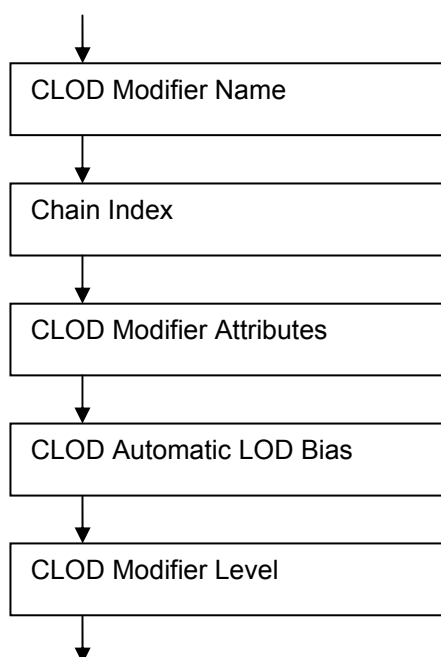 CLOD Modifier Name
Chain Index
CLOD Modifier Attributes
CLOD Automatic LOD Bias
CLOD Modifier Level